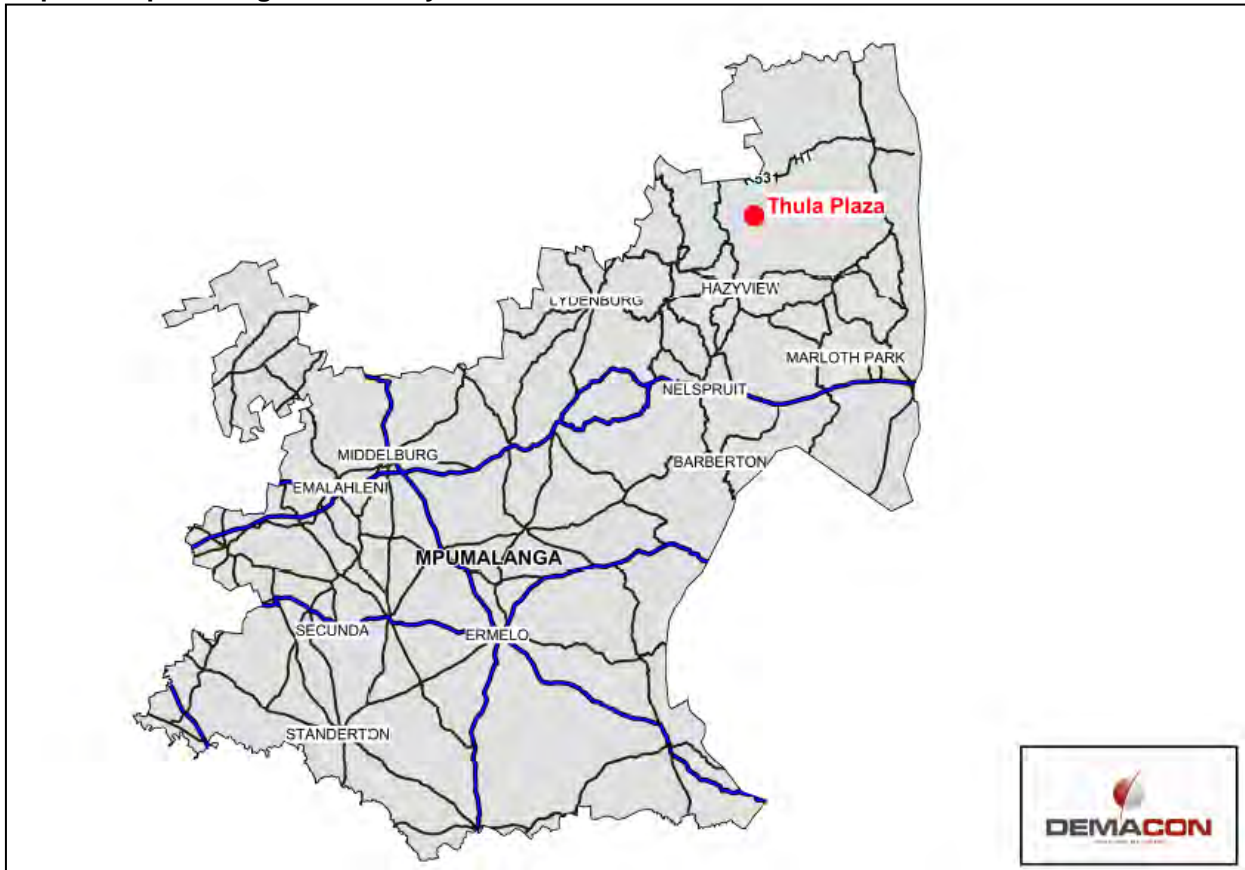 Thula Plaza
LYDENBURG
HAZYVIEW
MARLOTH PARK
NELSPRUIT
MIDDELBURG
BARBERTON
EMALAHLENI
MPUMALANGA
SECUNDA
ERMELO
STANDERTON
DEMACON